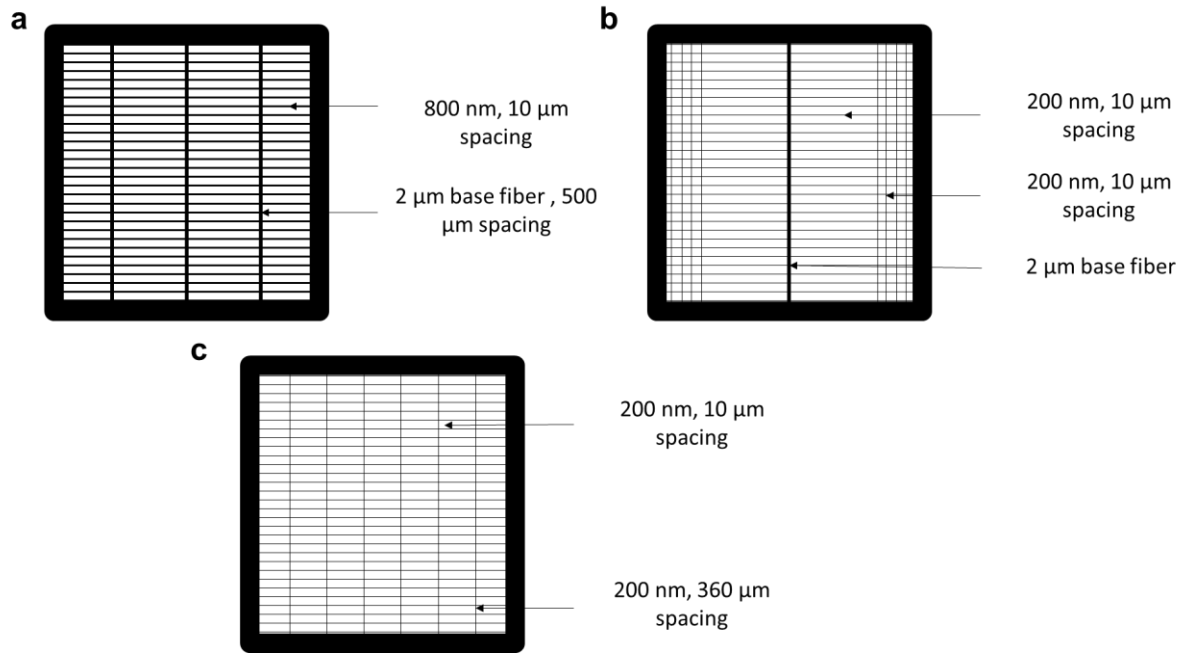 a
800 nm, 10 μm
spacing
2 μm base fiber , 500
μm spacing
b
200 nm, 10 μm
spacing
200 nm, 10 μm
spacing
2 μm base fiber
c
200 nm, 10 μm
spacing
200 nm, 360 μm
spacing